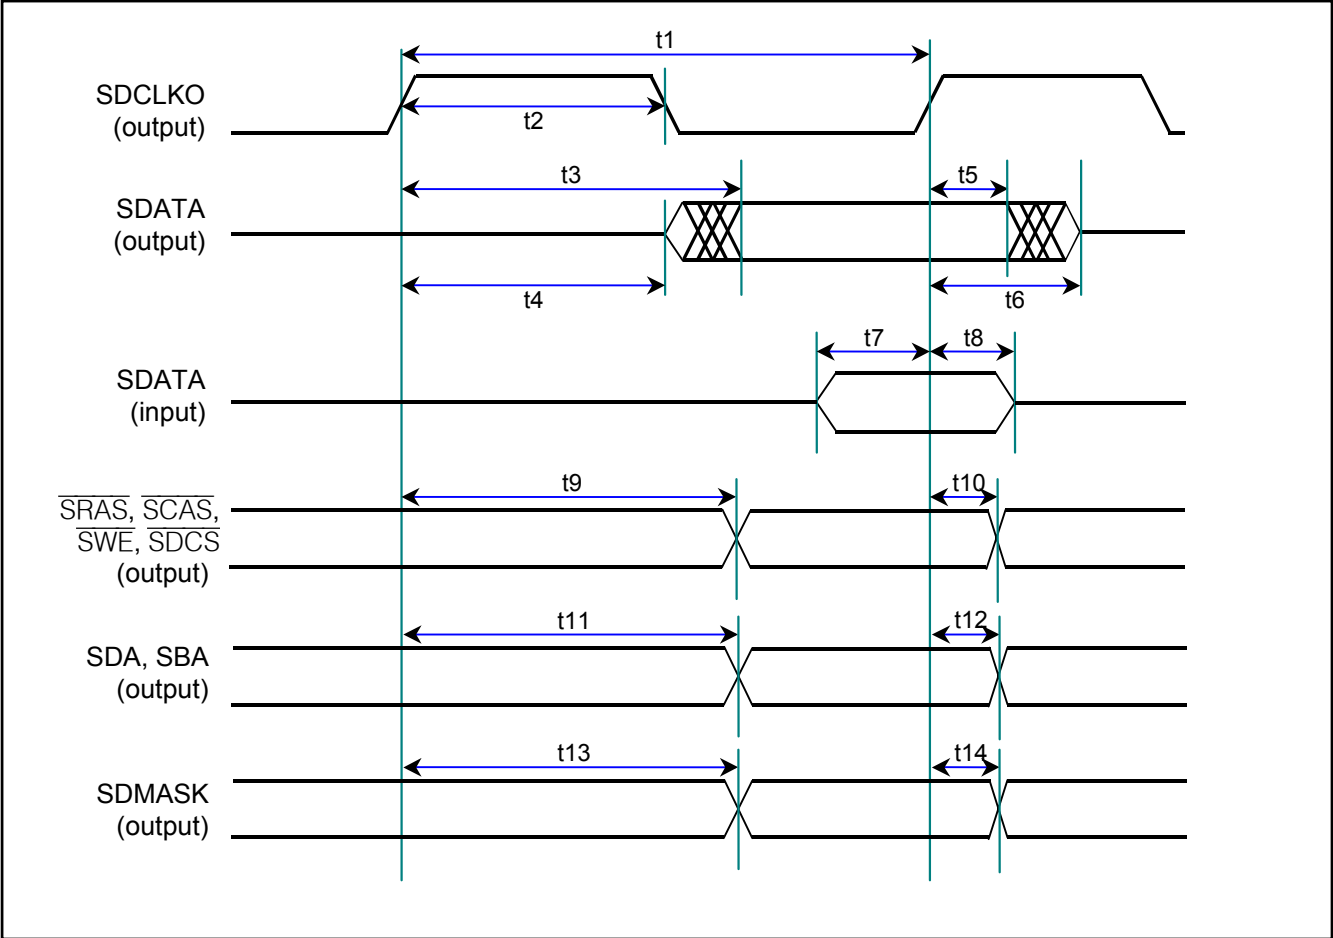 t1
SDCLKO
(output)
t2
t3
t5
SDATA
(output)
t4
t6
t7
t8
SDATA
(input)
t9
t10
SRAS, SCAS,
SWE, SDCS
(output)
t11
t12
SDA, SBA
(output)
t13
t14
SDMASK
(output)